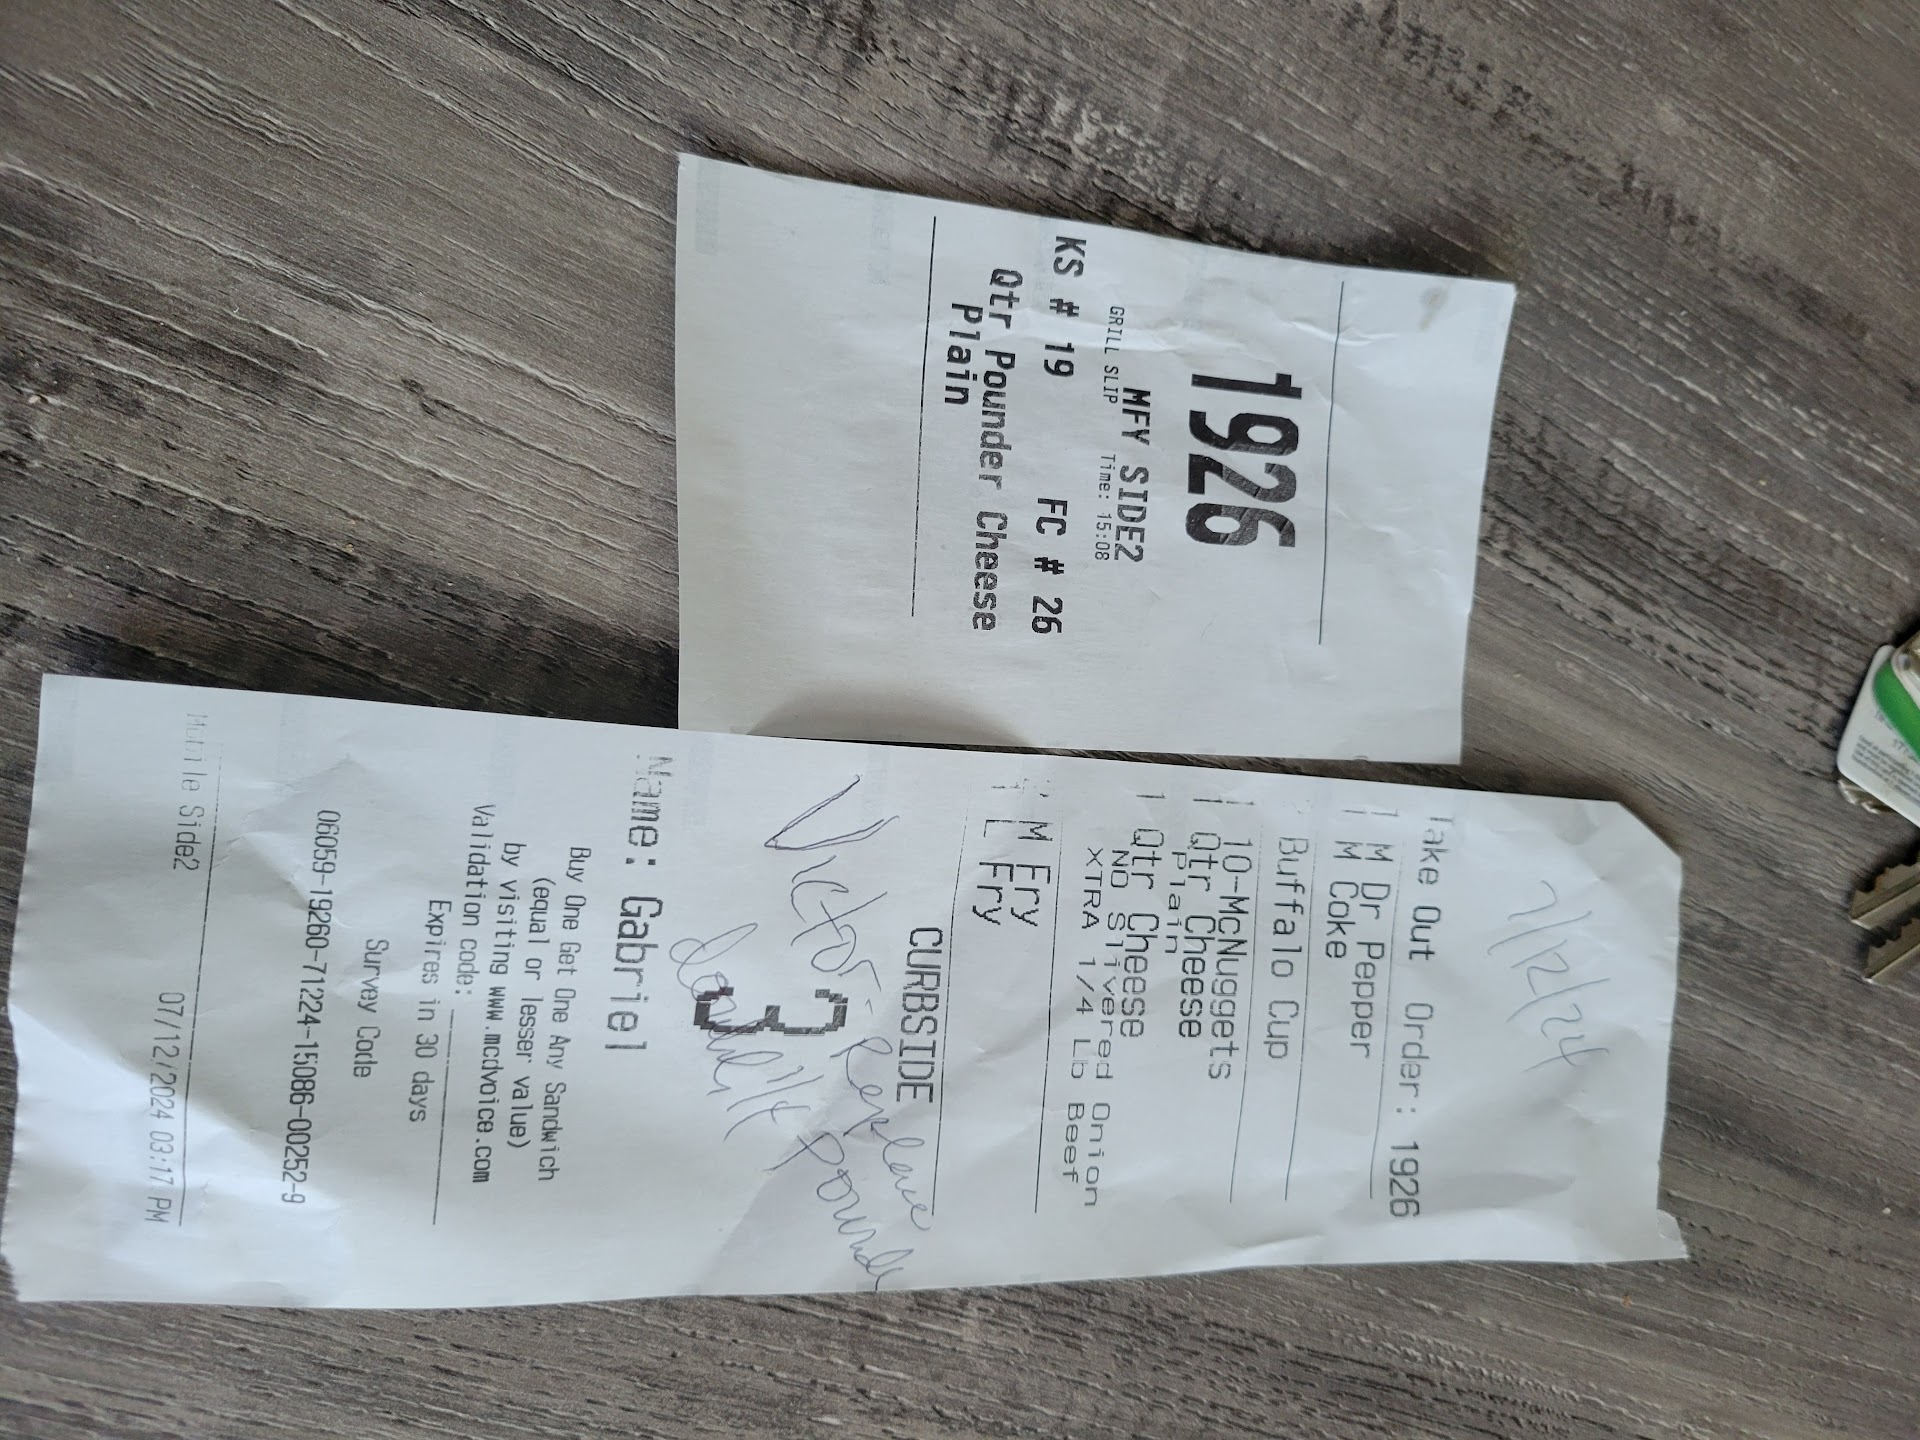 1926
MFY SIDE2
GRILL SLIP Time: 15:08
KS # 19 FC # 26
Qtr Pounder Cheese
Plain
7/12/24
Take Out Order: 1926
1 M Dr Pepper
1 M Coke
Buffalo Cup
1 10-McNuggets
1 Qtr Cheese
Plain
1 Qtr Cheese
NO Slivered Onion
XTRA 1/4 Lb Beef
M Fry
1 L Fry
CURBSIDE
3
Victor - Replace
pounde
Name: Gabriel
Buy One Get One Any Sandwich
(equal or lesser value)
by visiting www.mcdvoice.com
Validation code:
Expires in 30 days
Survey Code
06059-19260-71224-15086-00252-9
Mobile Side2 07/12/2024 03:17 PM